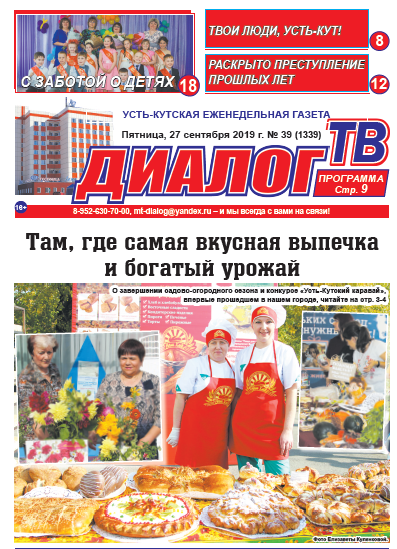 С ЗАБОТОЙ О ДЕТЯХ 18
ТВОИ ЛЮДИ, УСТЬ-КУТ!
8
РАСКРЫТО ПРЕСТУПЛЕНИЕ
ПРОШЛЫХ ЛЕТ
12
УСТЬ-КУТСКАЯ ЕЖЕНЕДЕЛЬНАЯ ГАЗЕТА
Пятница, 27 сентября 2019 г. № 39 (1339)
ДИАЛОГ
ТВ
ПРОГРАММА
Стр. 9
16+
8-952-630-70-00, mt-dialog@yandex.ru – и мы всегда с вами на связи!
Там, где самая вкусная выпечка
и богатый урожай
О завершении садово-огородного сезона и конкурсе «Усть-Кутский каравай»,
впервые прошедшем в нашем городе, читайте на стр. 3-4
Фото Елизаветы Куликовой.